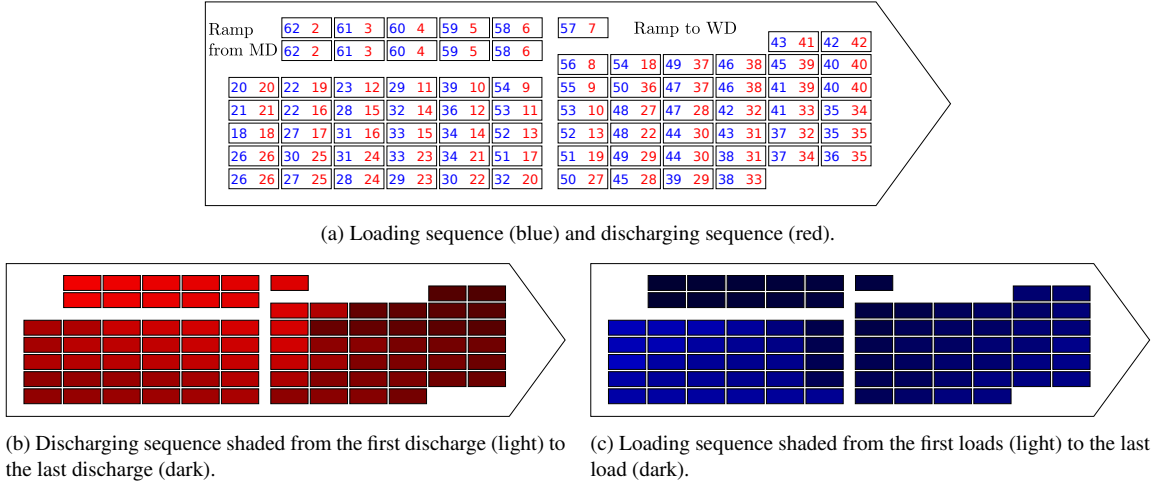 Ramp 62 2 61 3 60 4 59 5 58 6 57 7 Ramp to WD
43 41 42 42
from MD 62 2 61 3 60 4 59 5 58 6
56 8 54 18 49 37 46 38 45 39 40 40
20 20 22 19 23 12 29 11 39 10 54 9 55 9 50 36 47 37 46 38 41 39 40 40
21 21 22 16 28 15 32 14 36 12 53 11 53 10 48 27 47 28 42 32 41 33 35 34
18 18 27 17 31 16 33 15 34 14 52 13 52 13 48 22 44 30 43 31 37 32 35 35
26 26 30 25 31 24 33 23 34 21 51 17 51 19 49 29 44 30 38 31 37 34 36 35
26 26 27 25 28 24 29 23 30 22 32 20 50 27 45 28 39 29 38 33
(a) Loading sequence (blue) and discharging sequence (red).
(b) Discharging sequence shaded from the first discharge (light) to
the last discharge (dark).
(c) Loading sequence shaded from the first loads (light) to the last
load (dark).